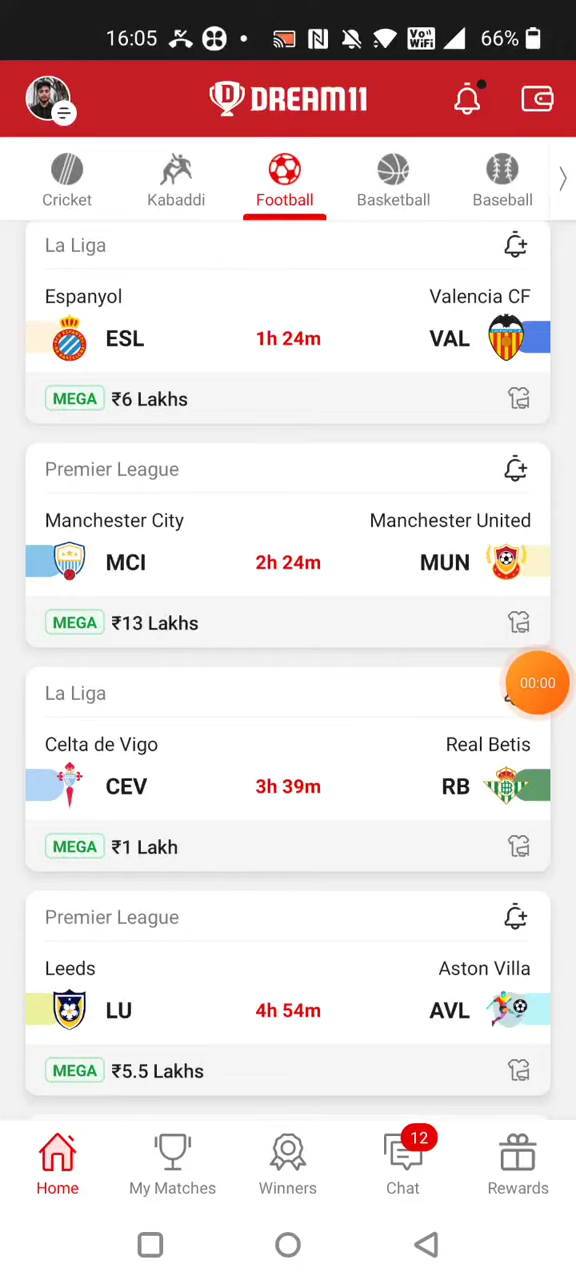 16:05
Vo))
WiFi
66%
D DREAM11
Cricket
Kabaddi
Football
Basketball
Baseball
La Liga
Espanyol
Valencia CF
ESL
1h 24m
VAL
MEGA
₹6 Lakhs
Premier League
Manchester City
Manchester United
MCI
2h 24m
MUN
MEGA
₹13 Lakhs
La Liga
00:00
Celta de Vigo
Real Betis
CEV
3h 39m
RB
MEGA
₹1 Lakh
Premier League
Leeds
Aston Villa
LU
4h 54m
AVL
MEGA
₹5.5 Lakhs
12
Home
My Matches
Winners
Chat
Rewards